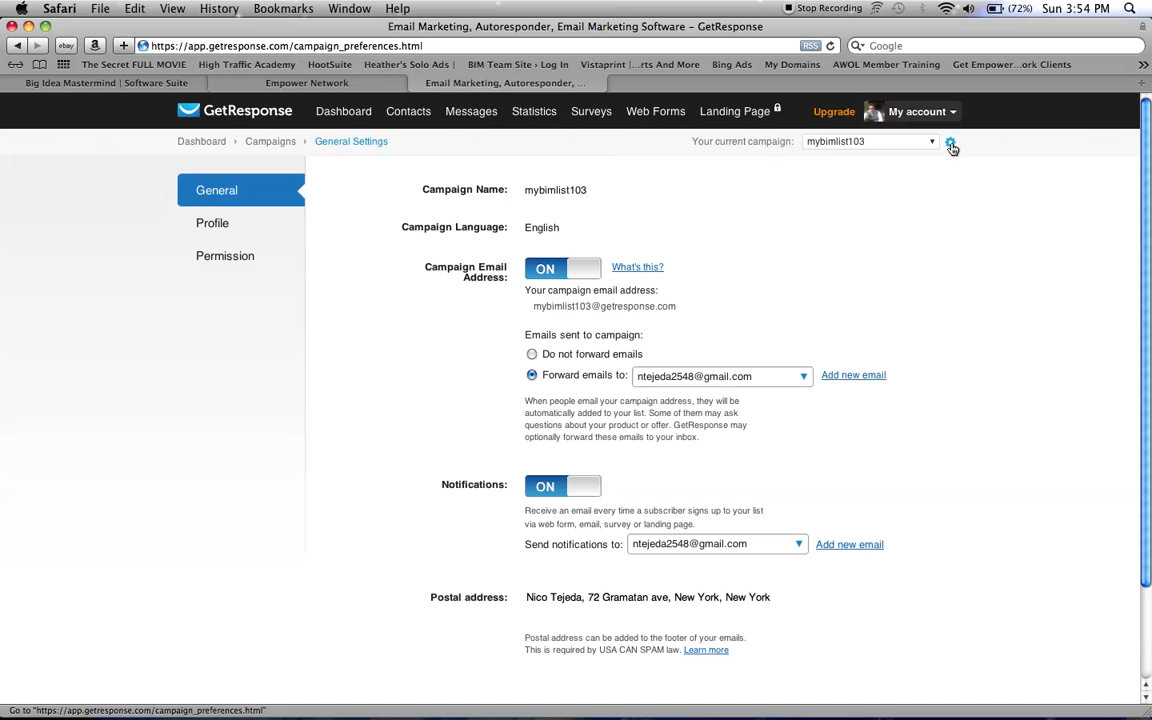 Safari File Edit View History Bookmarks Window Help Stop Recording (72%) Sun 3:54 PM
Email Marketing, Autoresponder, Email Marketing Software – GetResponse
ebay a https://app.getresponse.com/campaign_preferences.html RSS Google
The Secret FULL MOVIE High Traffic Academy HootSuite Heather's Solo Ads | BIM Team Site › Log In Vistaprint |...rts And More Bing Ads My Domains AWOL Member Training Get Empower...ork Clients
Big Idea Mastermind | Software Suite Empower Network Email Marketing, Autoresponder, ...
GetResponse Dashboard Contacts Messages Statistics Surveys Web Forms Landing Page Upgrade My account
Dashboard › Campaigns › General Settings Your current campaign: mybimlist103
General
Profile
Permission
Campaign Name: mybimlist103
Campaign Language: English
Campaign Email Address: ON What's this?
Your campaign email address:
mybimlist103@getresponse.com
Emails sent to campaign:
Do not forward emails
Forward emails to: ntejeda2548@gmail.com Add new email
When people email your campaign address, they will be
automatically added to your list. Some of them may ask
questions about your product or offer. GetResponse may
optionally forward these emails to your inbox.
Notifications: ON
Receive an email every time a subscriber signs up to your list
via web form, email, survey or landing page.
Send notifications to: ntejeda2548@gmail.com Add new email
Postal address: Nico Tejeda, 72 Gramatan ave, New York, New York
Postal address can be added to the footer of your emails.
This is required by USA CAN SPAM law. Learn more
Go to "https://app.getresponse.com/campaign_preferences.html"